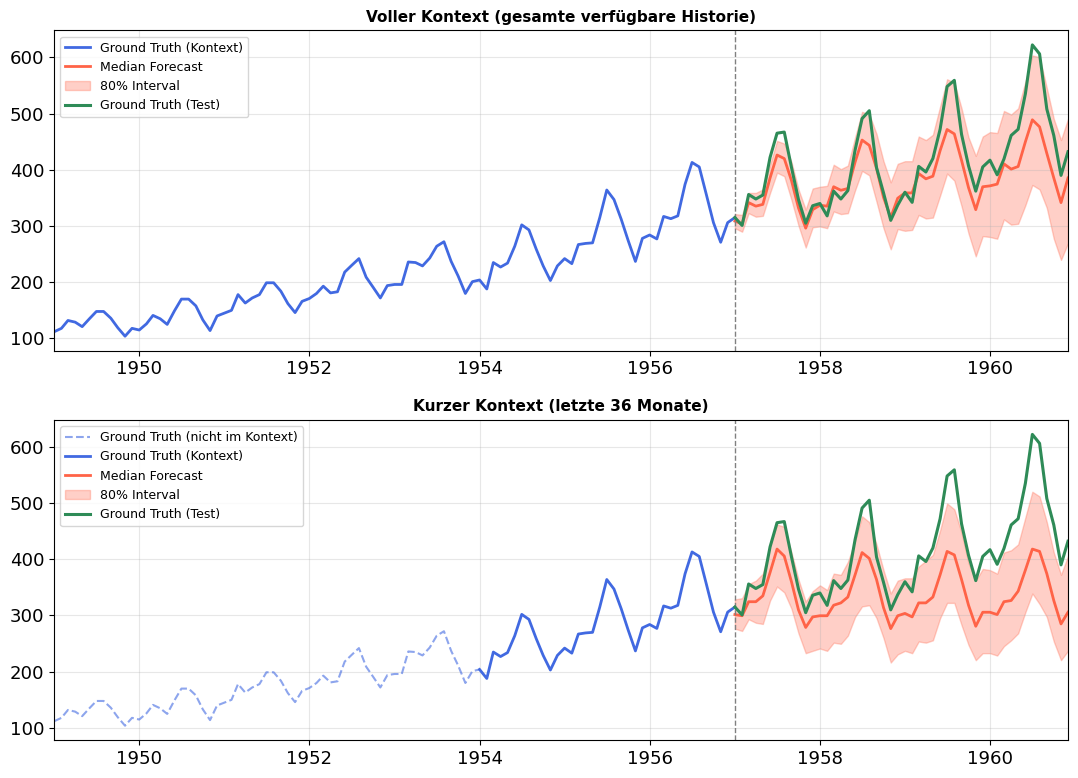 Voller Kontext (gesamte verfügbare Historie)
Ground Truth (Kontext)
Median Forecast
80% Interval
Ground Truth (Test)
600
500
400
300
200
100
1950 1952 1954 1956 1958 1960
Kurzer Kontext (letzte 36 Monate)
Ground Truth (nicht im Kontext)
Ground Truth (Kontext)
Median Forecast
80% Interval
Ground Truth (Test)
600
500
400
300
200
100
1950 1952 1954 1956 1958 1960